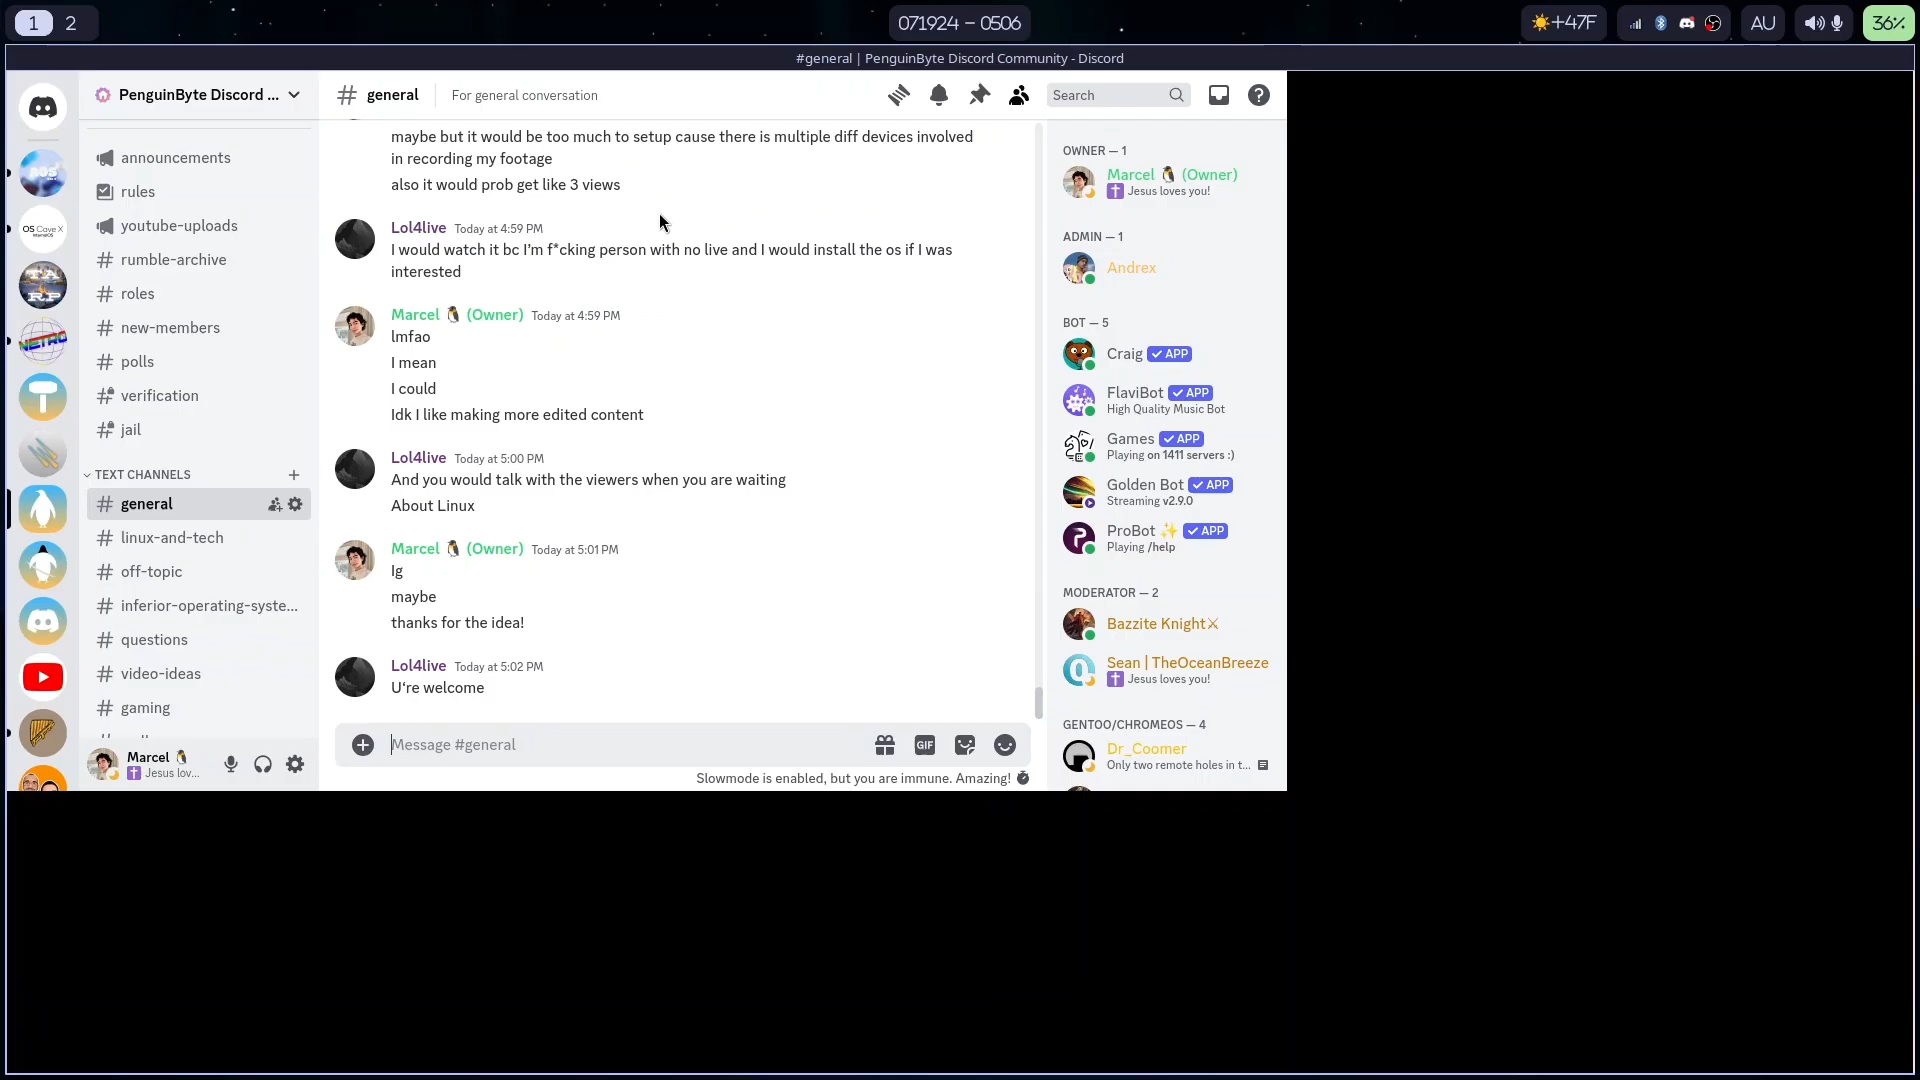 1 2
071924 – 0506
+47F
AU
36%
#general | PenguinByte Discord Community - Discord
PenguinByte Discord ...
general
For general conversation
Search
AOS
OS Cave X
TA
RP
NETRO
announcements
rules
youtube-uploads
rumble-archive
roles
new-members
polls
verification
jail
TEXT CHANNELS
general
linux-and-tech
off-topic
inferior-operating-syste...
questions
video-ideas
gaming
Marcel 🐧
✝️ Jesus lov...
maybe but it would be too much to setup cause there is multiple diff devices involved
in recording my footage
also it would prob get like 3 views
Lol4live Today at 4:59 PM
I would watch it bc I’m f*cking person with no live and I would install the os if I was
interested
Marcel 🐧 (Owner) Today at 4:59 PM
lmfao
I mean
I could
Idk I like making more edited content
Lol4live Today at 5:00 PM
And you would talk with the viewers when you are waiting
About Linux
Marcel 🐧 (Owner) Today at 5:01 PM
Ig
maybe
thanks for the idea!
Lol4live Today at 5:02 PM
U‘re welcome
Message #general
GIF
Slowmode is enabled, but you are immune. Amazing!
OWNER — 1
Marcel 🐧 (Owner)
✝️ Jesus loves you!
ADMIN — 1
Andrex
BOT — 5
Craig ✓ APP
FlaviBot ✓ APP
High Quality Music Bot
Games ✓ APP
Playing on 1411 servers :)
Golden Bot ✓ APP
Streaming v2.9.0
ProBot ✨ ✓ APP
Playing /help
MODERATOR — 2
Bazzite Knight⚔
Sean | TheOceanBreeze
✝️ Jesus loves you!
GENTOO/CHROMEOS — 4
Dr_Coomer
Only two remote holes in t...